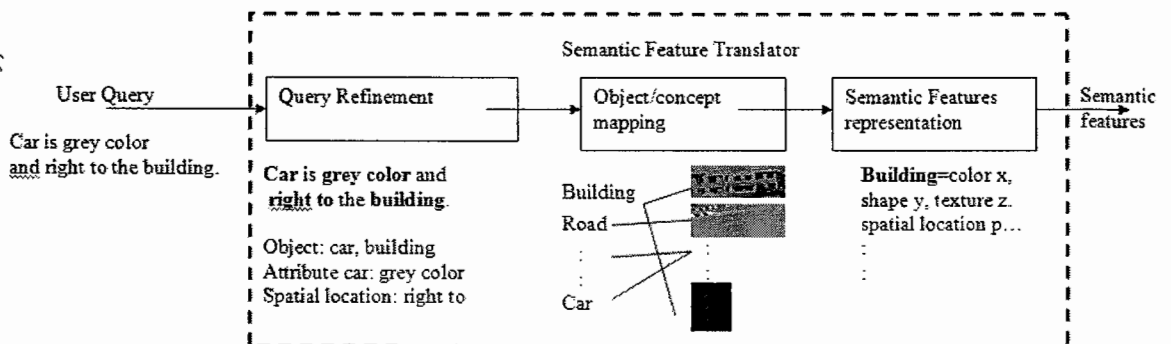 Semantic Feature Translator
User Query
Car is grey color
and right to the building.
Query Refinement
Car is grey color and
right to the building.
Object: car, building
Attribute car: grey color
Spatial location: right to
Object/concept
mapping
Building
Road
Car
Semantic Features
representation
Building=color x,
shape y, texture z.
spatial location p...
Semantic
features